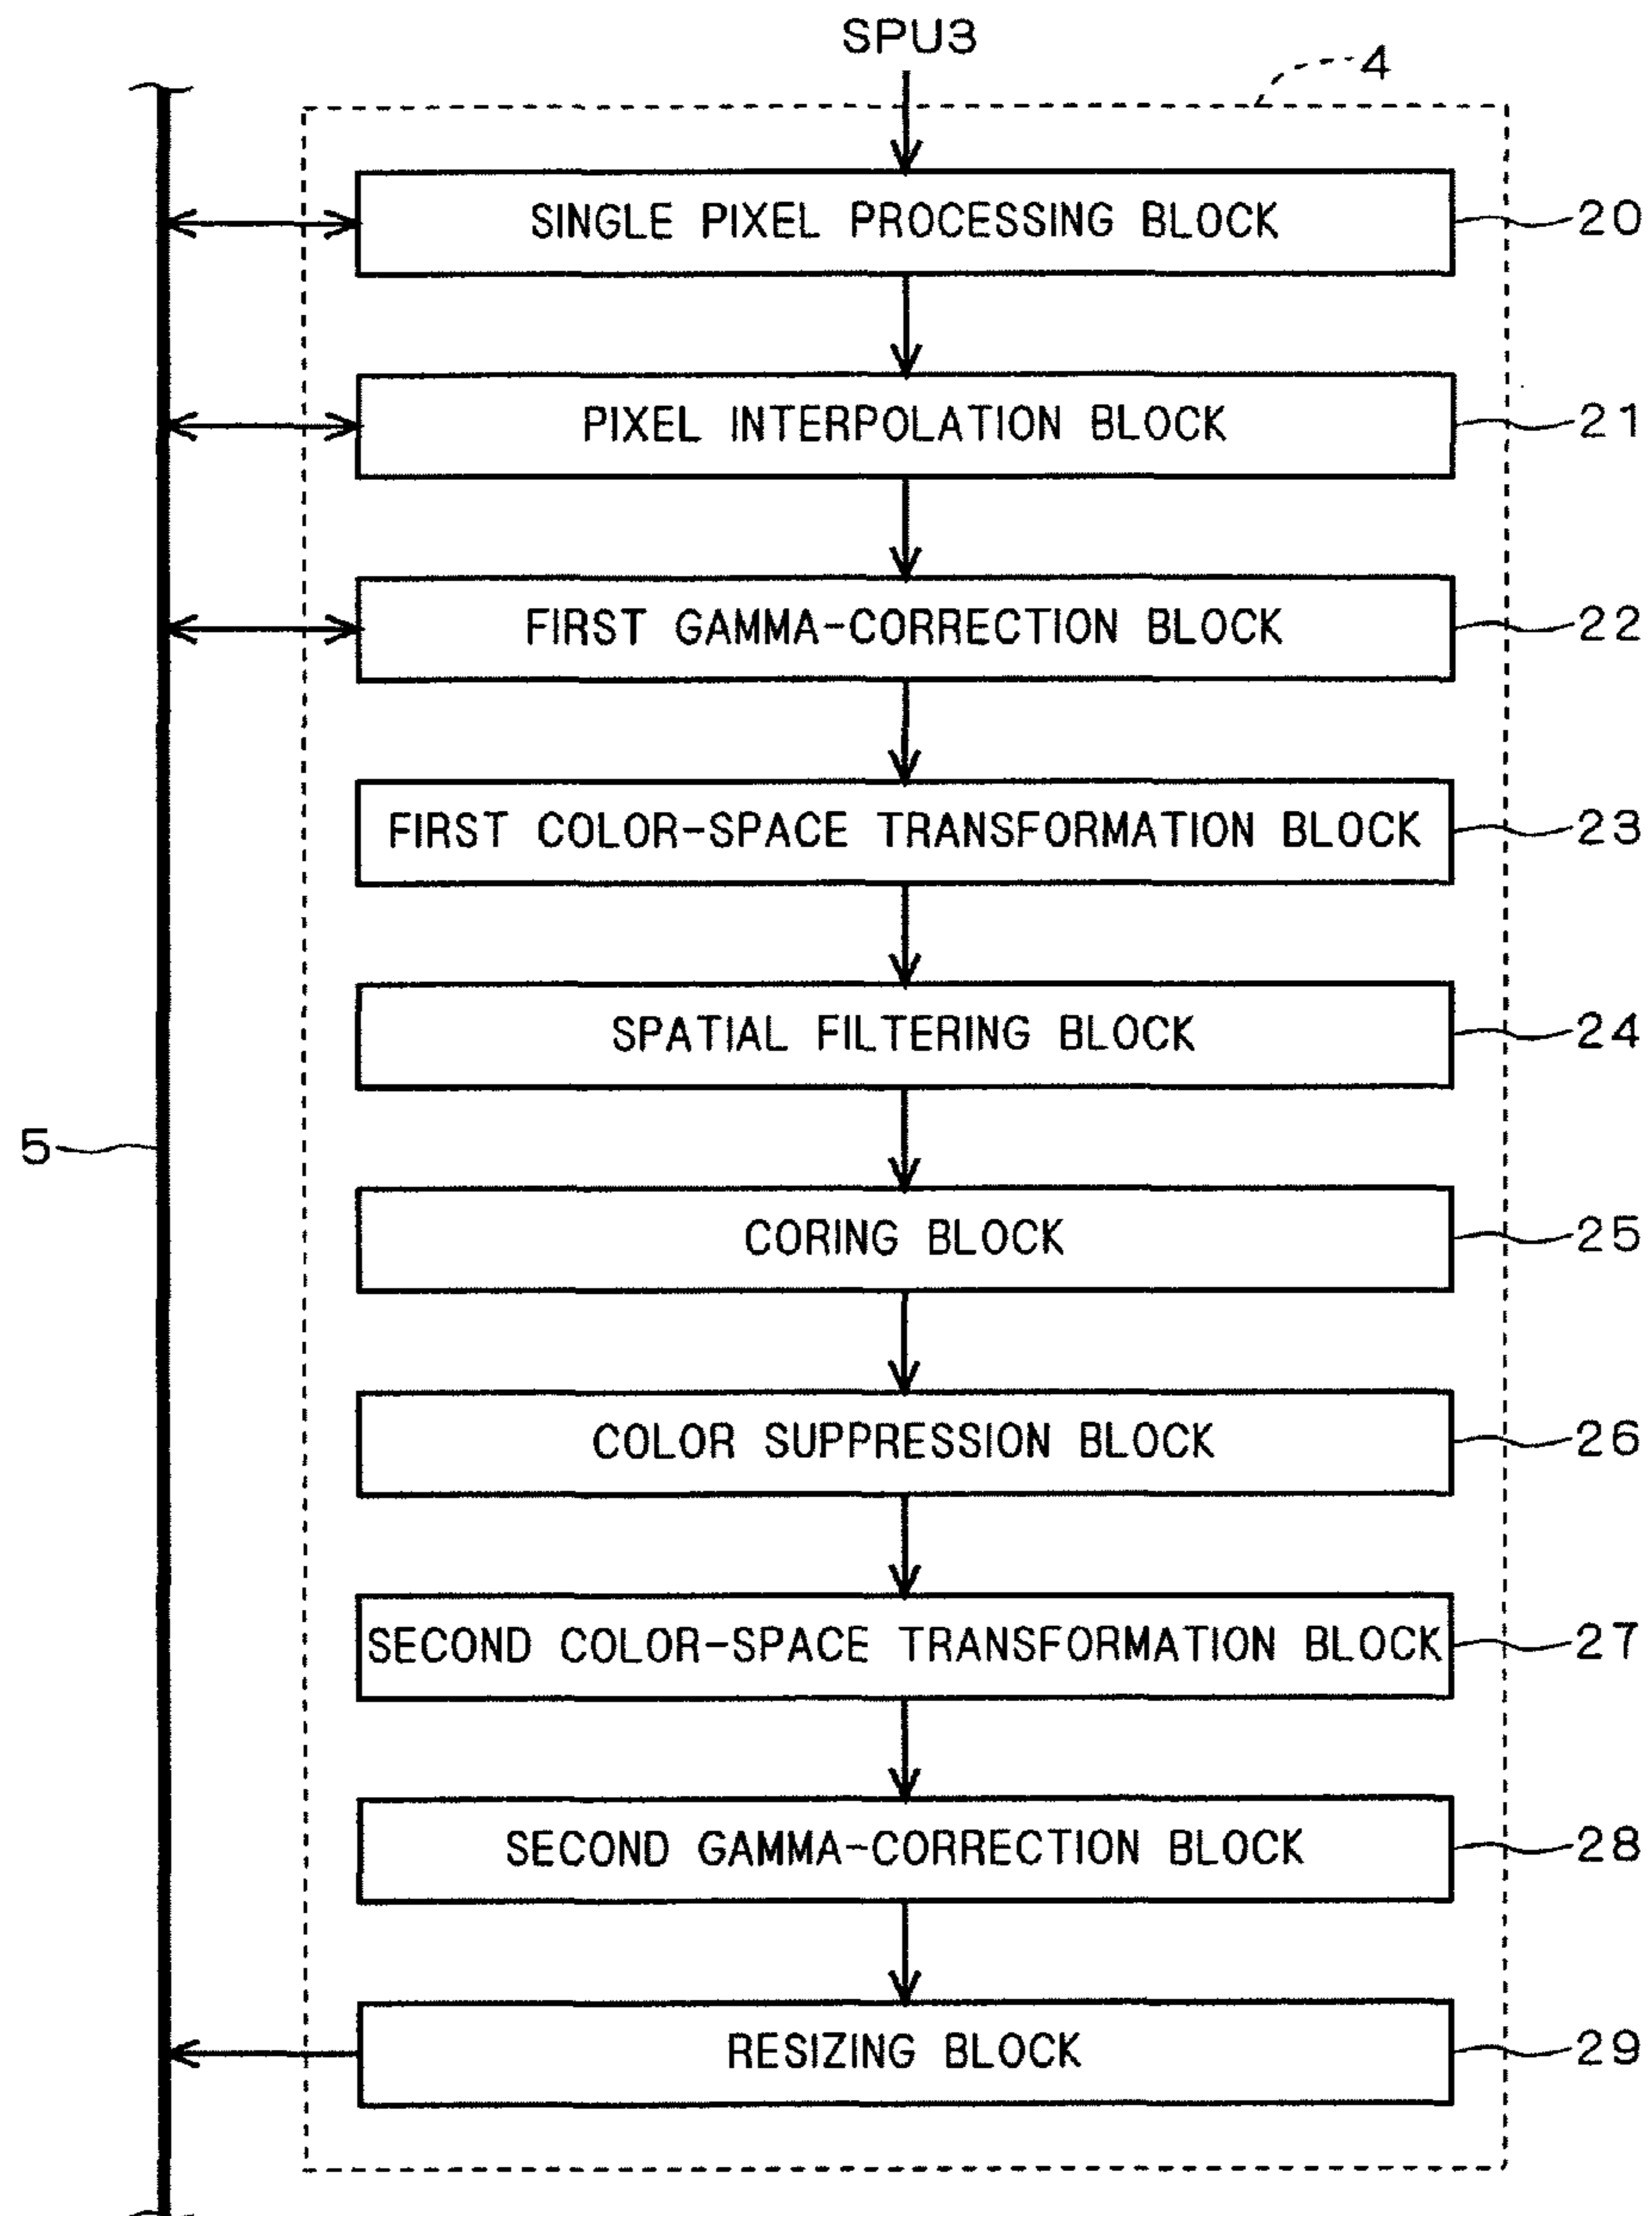 SPU3
4
SINGLE PIXEL PROCESSING BLOCK 20
PIXEL INTERPOLATION BLOCK 21
FIRST GAMMA-CORRECTION BLOCK 22
FIRST COLOR-SPACE TRANSFORMATION BLOCK 23
SPATIAL FILTERING BLOCK 24
5
CORING BLOCK 25
COLOR SUPPRESSION BLOCK 26
SECOND COLOR-SPACE TRANSFORMATION BLOCK 27
SECOND GAMMA-CORRECTION BLOCK 28
RESIZING BLOCK 29